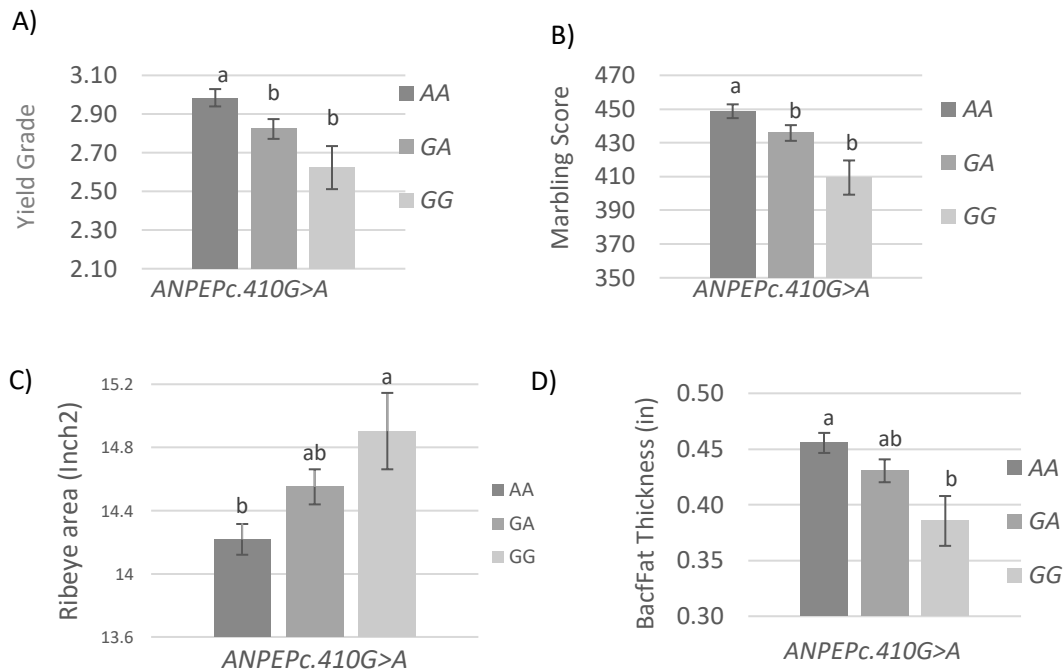 A)
Yield Grade
3.10
2.90
2.70
2.50
2.30
2.10
a
b
b
ANPEPc.410G>A
AA
GA
GG
B)
Marbling Score
470
450
430
410
390
370
350
a
b
b
ANPEPc.410G>A
AA
GA
GG
C)
Ribeye area (Inch2)
15.2
14.8
14.4
14
13.6
b
ab
a
ANPEPc.410G>A
AA
GA
GG
D)
BacfFat Thickness (in)
0.50
0.45
0.40
0.35
0.30
a
ab
b
ANPEPc.410G>A
AA
GA
GG